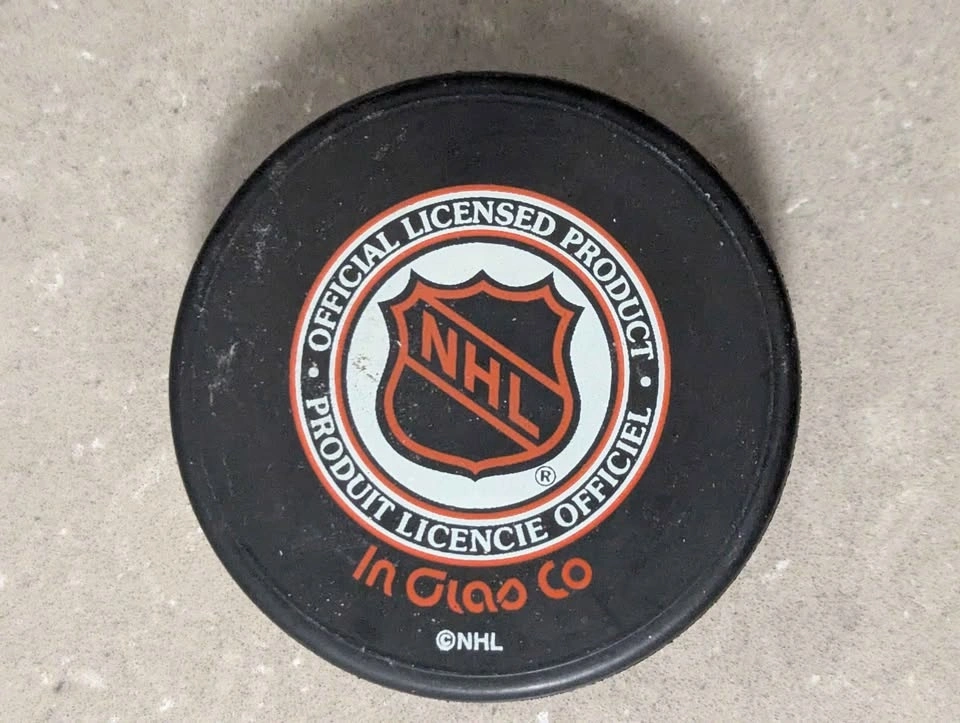 • OFFICIAL LICENSED PRODUCT •
NHL
®
PRODUIT LICENCIE OFFICIEL
In Glas Co
©NHL